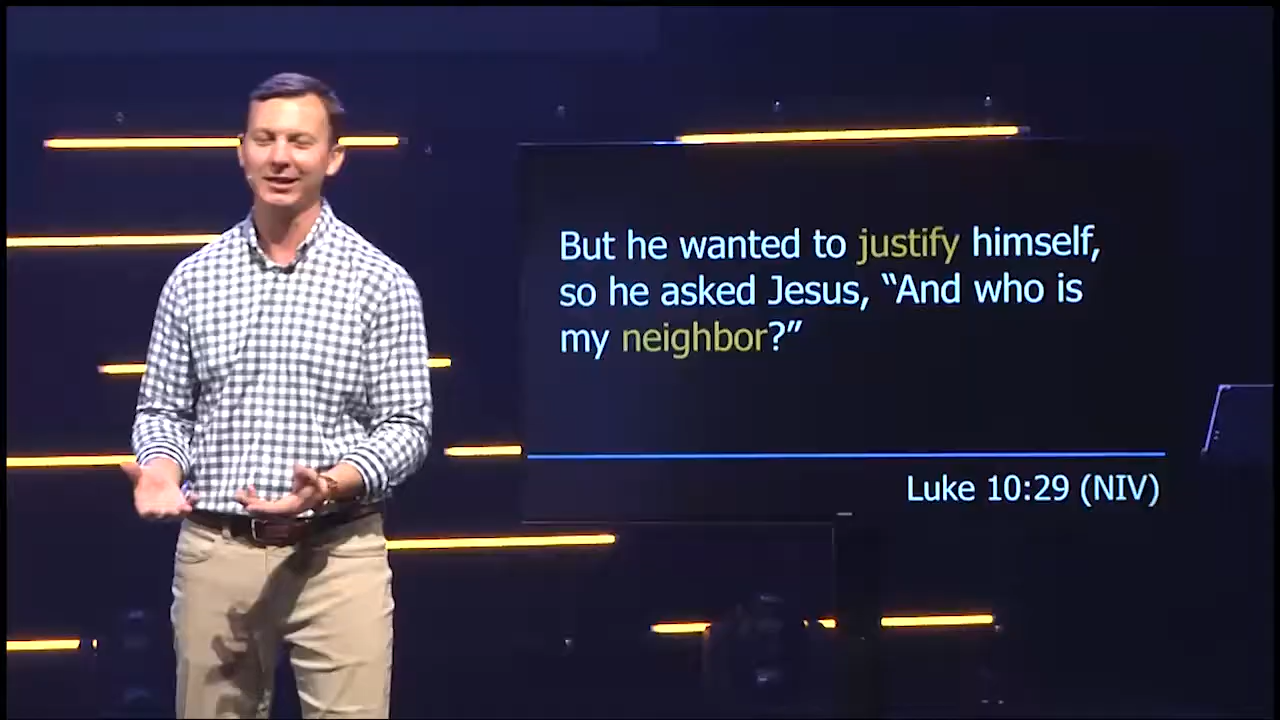 But he wanted to justify himself,
so he asked Jesus, “And who is
my neighbor?”
Luke 10:29 (NIV)